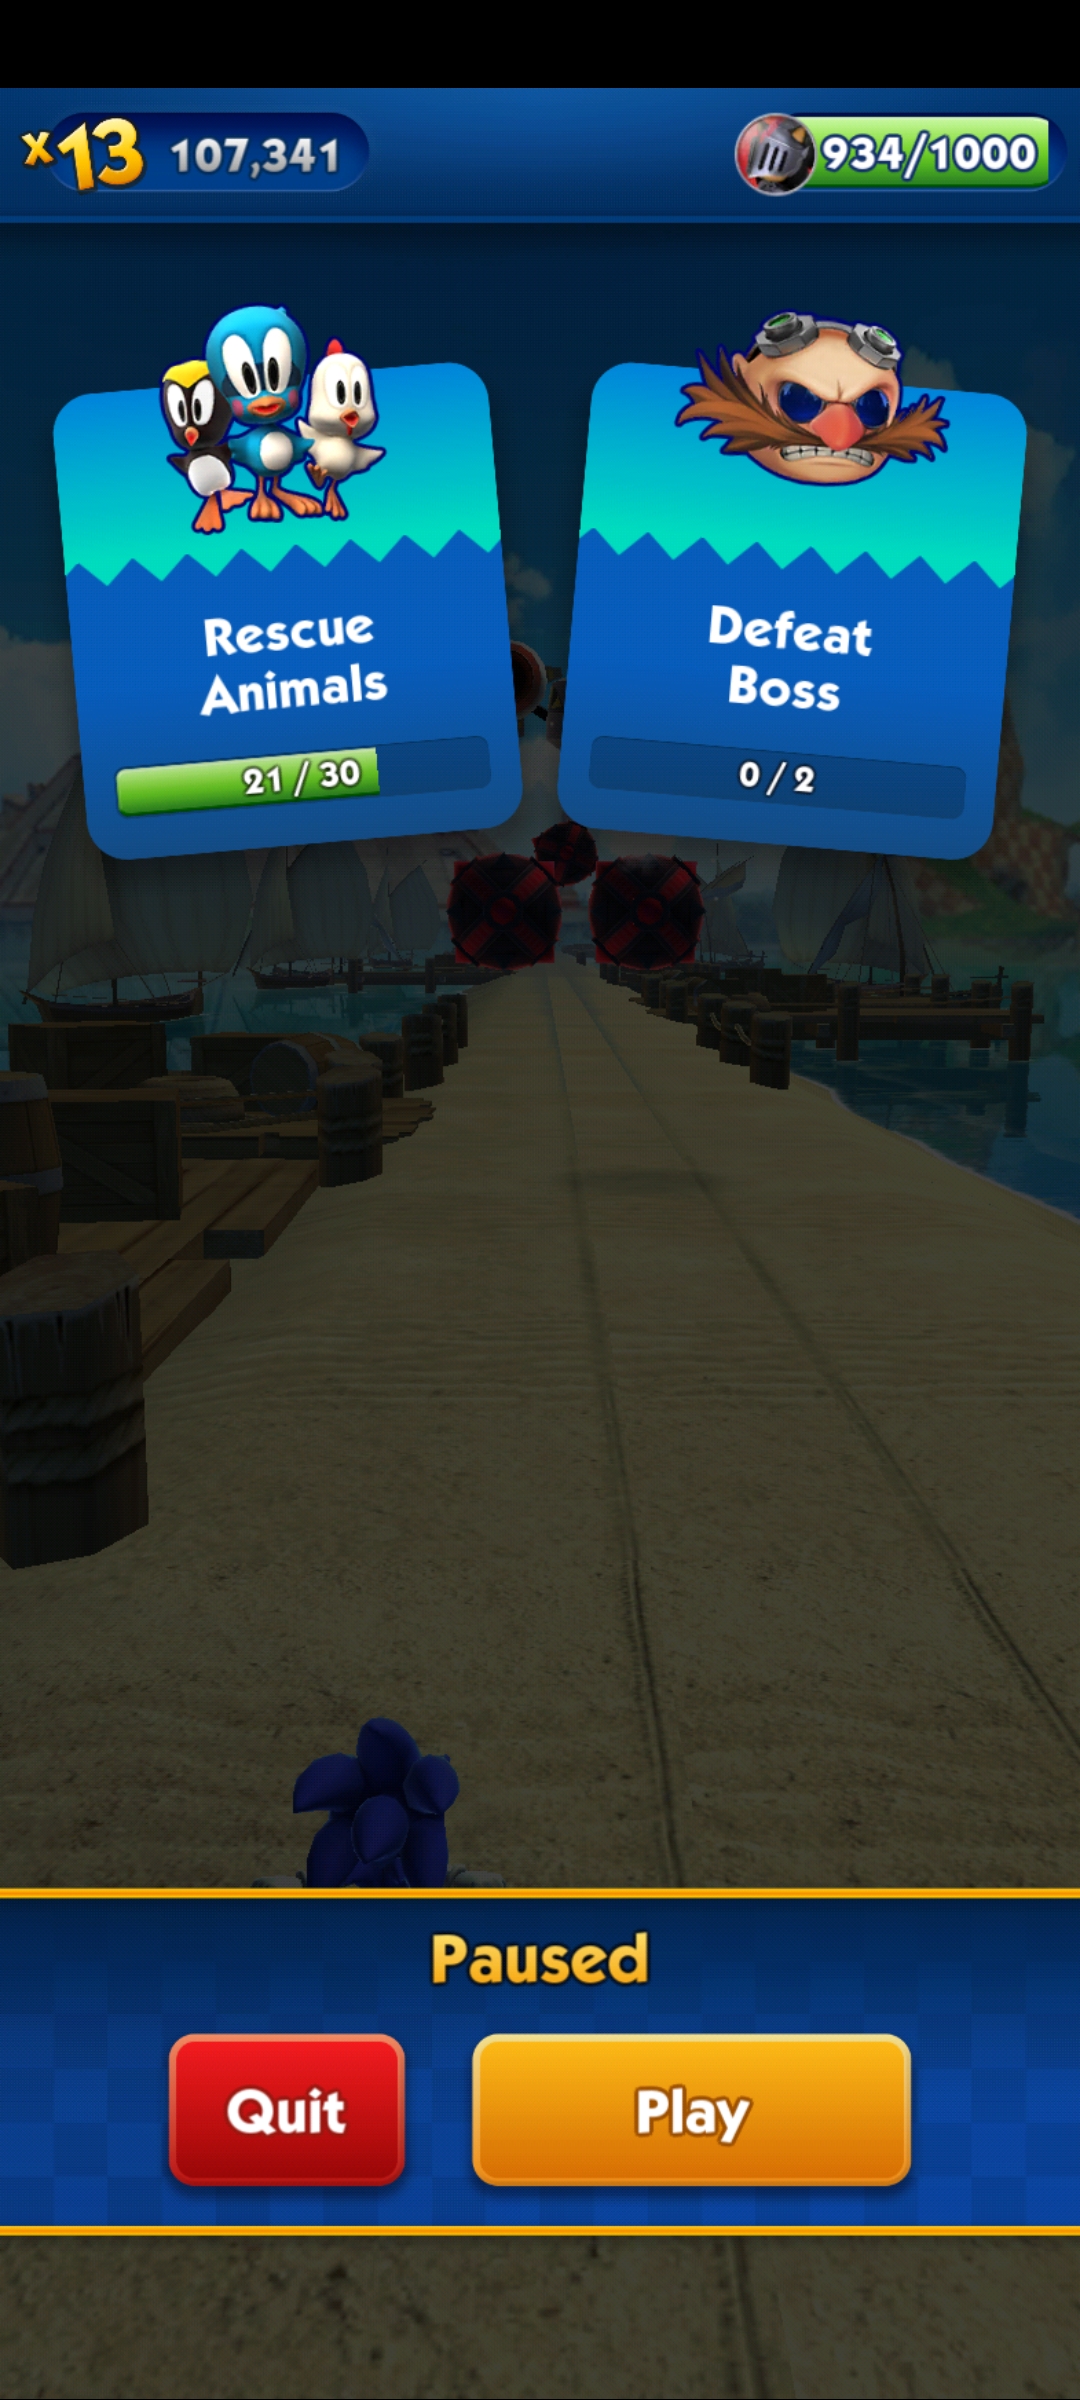 x13 107,341
934/1000
Rescue
Animals
21 / 30
Defeat
Boss
0 / 2
Paused
Quit
Play